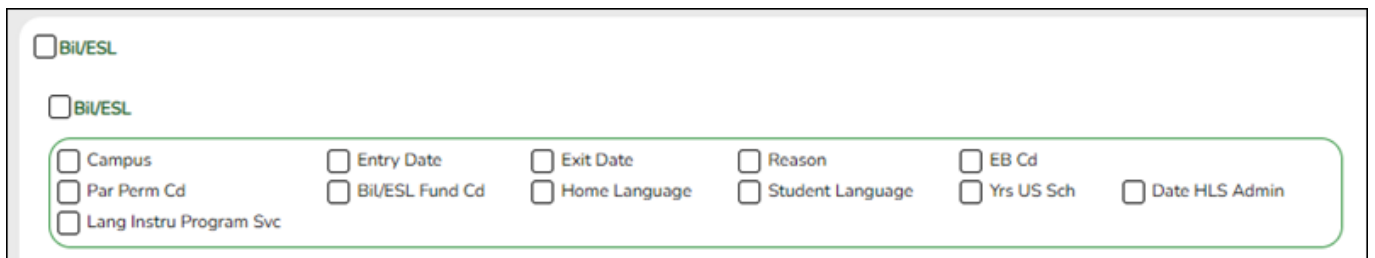 Bil/ESL
Bil/ESL
Campus Entry Date Exit Date Reason EB Cd
Par Perm Cd Bil/ESL Fund Cd Home Language Student Language Yrs US Sch Date HLS Admin
Lang Instru Program Svc